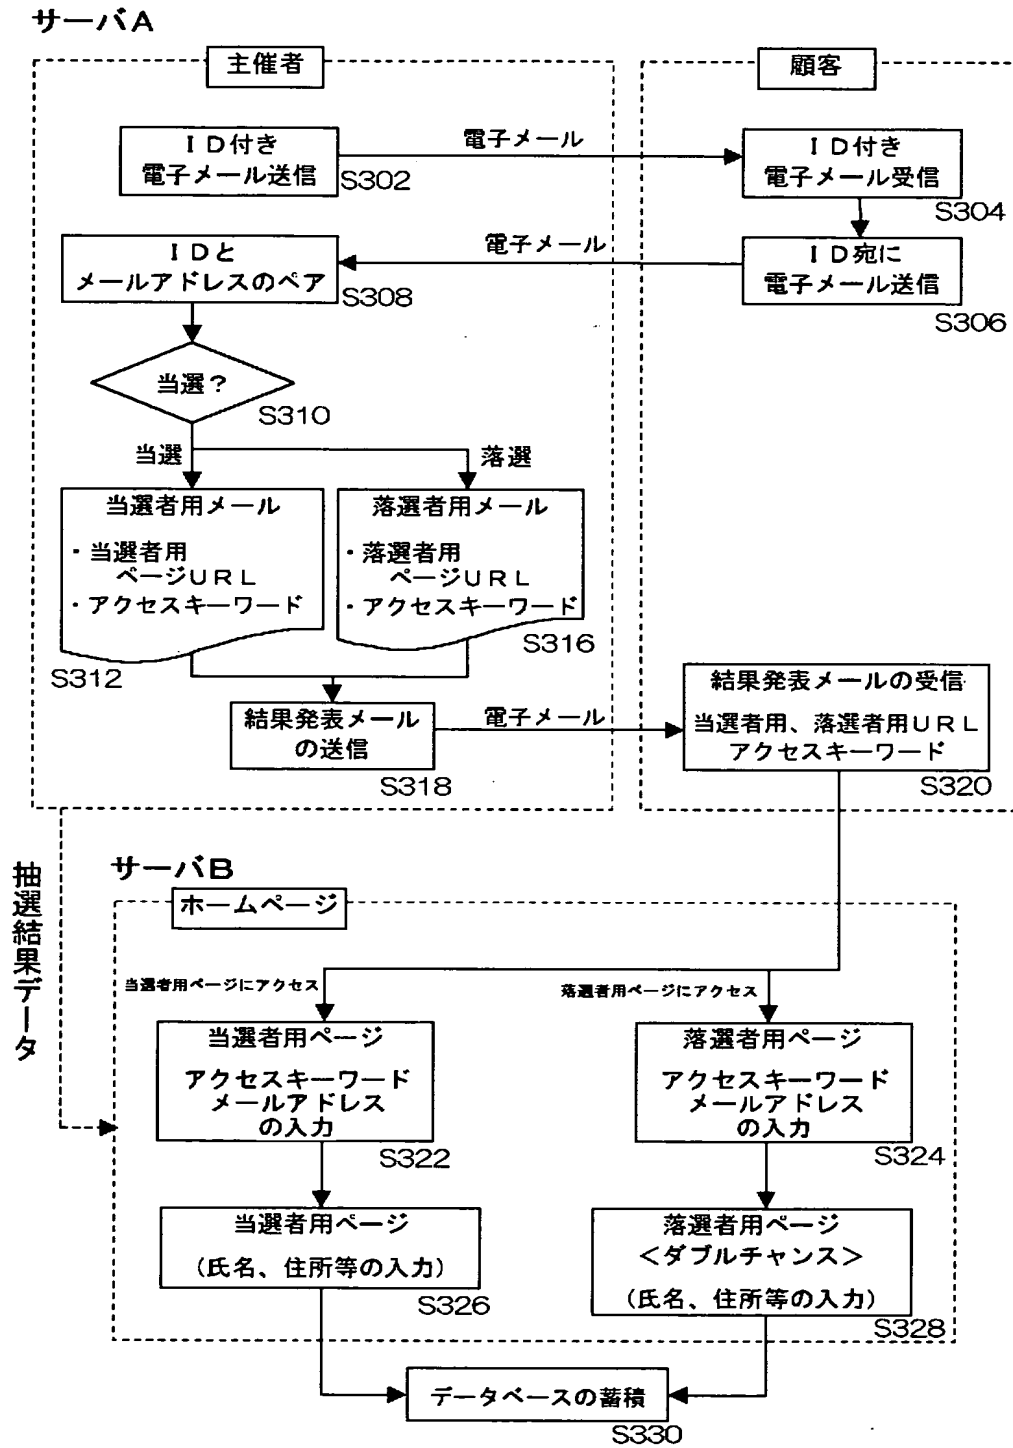 サーバA
主催者
顧客
ID付き
電子メール送信
S302
電子メール
ID付き
電子メール受信
S304
IDと
メールアドレスのペア
S308
電子メール
ID宛に
電子メール送信
S306
当選?
S310
当選
落選
当選者用メール
・当選者用
ページURL
・アクセスキーワード
S312
落選者用メール
・落選者用
ページURL
・アクセスキーワード
S316
結果発表メール
の送信
S318
電子メール
結果発表メールの受信
当選者用、落選者用URL
アクセスキーワード
S320
抽選結果データ
サーバB
ホームページ
当選者用ページにアクセス
落選者用ページにアクセス
当選者用ページ
アクセスキーワード
メールアドレス
の入力
S322
落選者用ページ
アクセスキーワード
メールアドレス
の入力
S324
当選者用ページ
(氏名、住所等の入力)
S326
落選者用ページ
<ダブルチャンス>
(氏名、住所等の入力)
S328
データベースの蓄積
S330